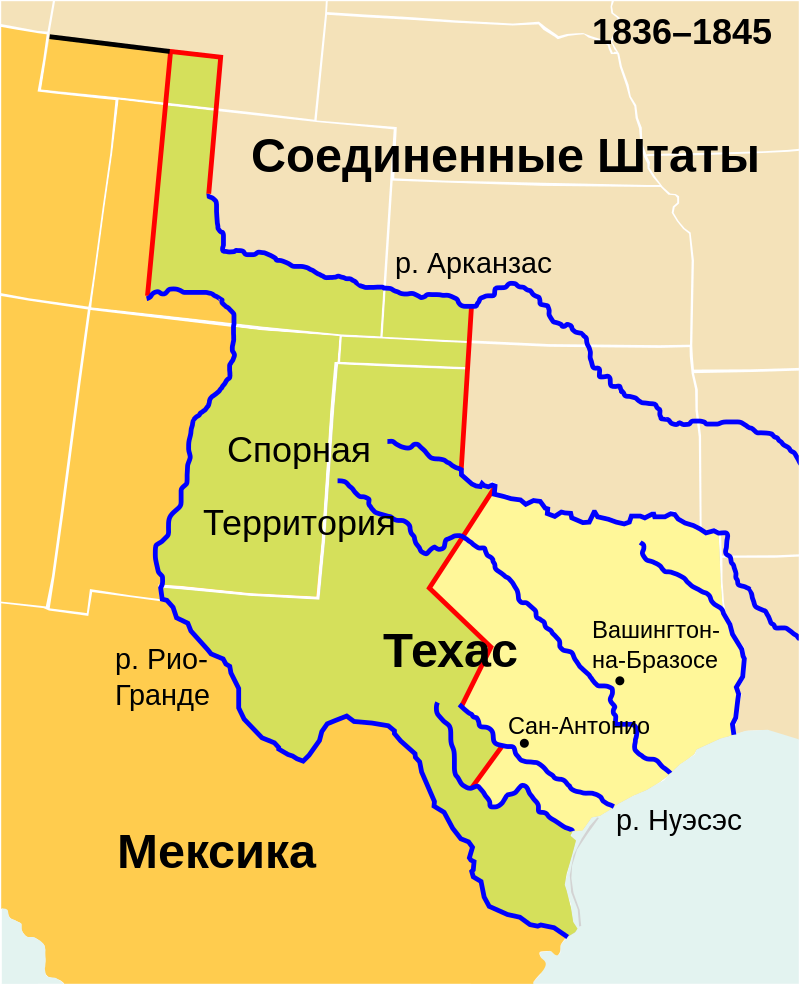 1836–1845
Соединенные Штаты
р. Арканзас
Спорная
Территория
Вашингтон-
на-Бразосе
Техас
р. Рио-
Гранде
Сан-Антонио
р. Нуэсэс
Мексика